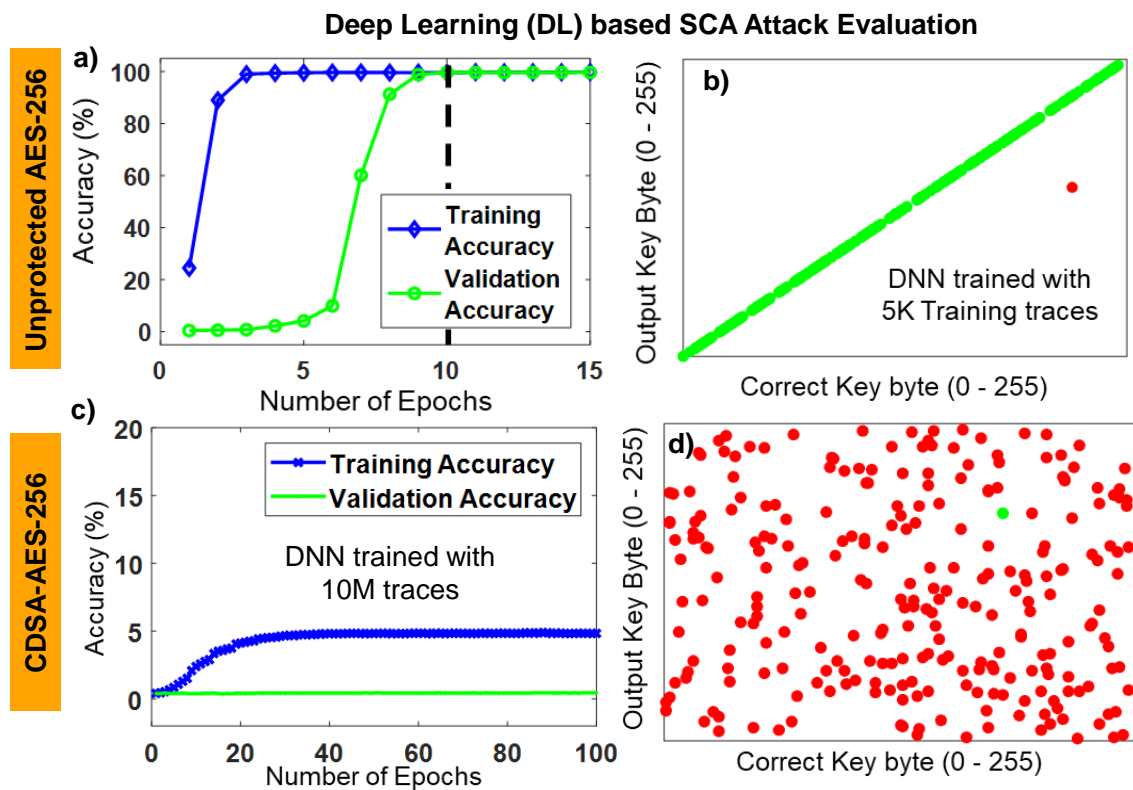 Deep Learning (DL) based SCA Attack Evaluation
Unprotected AES-256
a)
Accuracy (%)
100
80
60
40
20
0
Training
Accuracy
Validation
Accuracy
0
5
10
15
Number of Epochs
b)
Output Key Byte (0 - 255)
DNN trained with
5K Training traces
Correct Key byte (0 - 255)
CDSA-AES-256
c)
Accuracy (%)
20
15
10
5
0
Training Accuracy
Validation Accuracy
DNN trained with
10M traces
0
20
40
60
80
100
Number of Epochs
d)
Output Key Byte (0 - 255)
Correct Key byte (0 - 255)